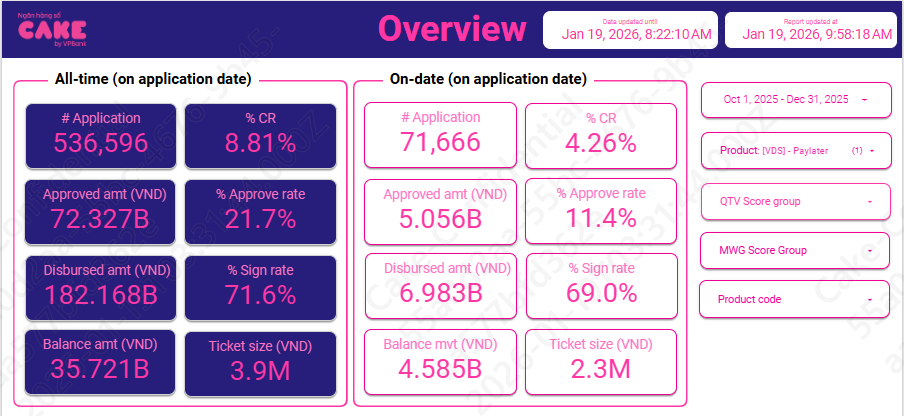 Ngân hàng số
CAKE
by VPBank
Overview
Data updated until
Jan 19, 2026, 8:22:10 AM
Report updated at
Jan 19, 2026, 9:58:18 AM
All-time (on application date)
# Application
536,596
% CR
8.81%
Approved amt (VND)
72.327B
% Approve rate
21.7%
Disbursed amt (VND)
182.168B
% Sign rate
71.6%
Balance amt (VND)
35.721B
Ticket size (VND)
3.9M
On-date (on application date)
# Application
71,666
% CR
4.26%
Approved amt (VND)
5.056B
% Approve rate
11.4%
Disbursed amt (VND)
6.983B
% Sign rate
69.0%
Balance mvt (VND)
4.585B
Ticket size (VND)
2.3M
Oct 1, 2025 - Dec 31, 2025
Product: [VDS] - Paylater (1)
QTV Score group
MWG Score Group
Product code
Cake Confidential